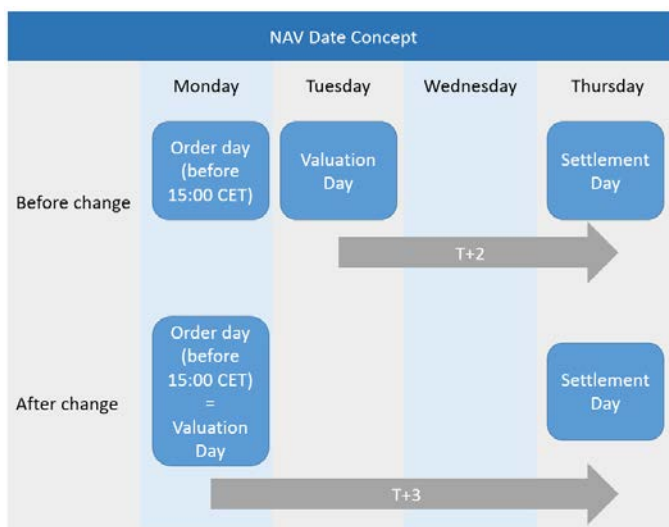 NAV Date Concept
Monday
Tuesday
Wednesday
Thursday
Before change
Order day
(before
15:00 CET)
Valuation
Day
Settlement
Day
T+2
After change
Order day
(before
15:00 CET)
=
Valuation
Day
Settlement
Day
T+3